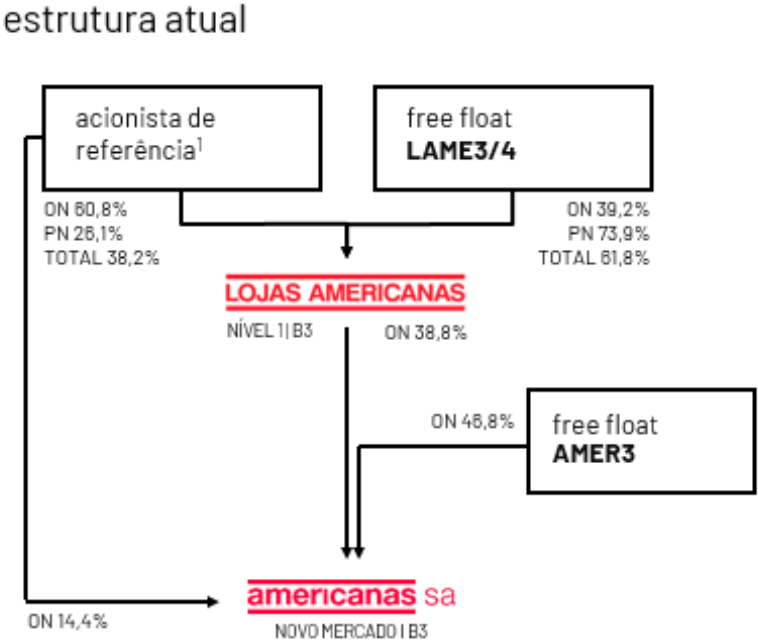 estrutura atual
acionista de
referência¹
free float
LAME3/4
ON 60,8%
PN 26,1%
TOTAL 38,2%
ON 39,2%
PN 73,9%
TOTAL 61,8%
LOJAS AMERICANAS
NÍVEL 1| B3
ON 38,8%
ON 46,8%
free float
AMER3
americanas sa
ON 14,4%
NOVO MERCADO | B3